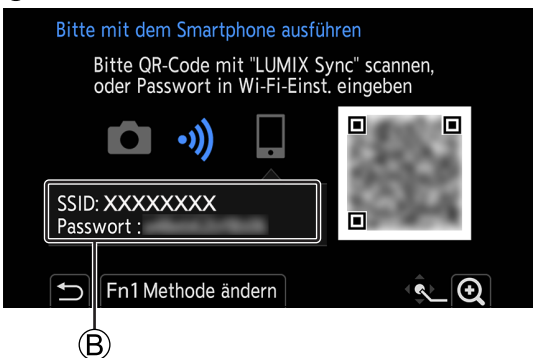 Bitte mit dem Smartphone ausführen
Bitte QR-Code mit "LUMIX Sync" scannen,
oder Passwort in Wi-Fi-Einst. eingeben
SSID: XXXXXXXX
Passwort :
Fn1 Methode ändern
B